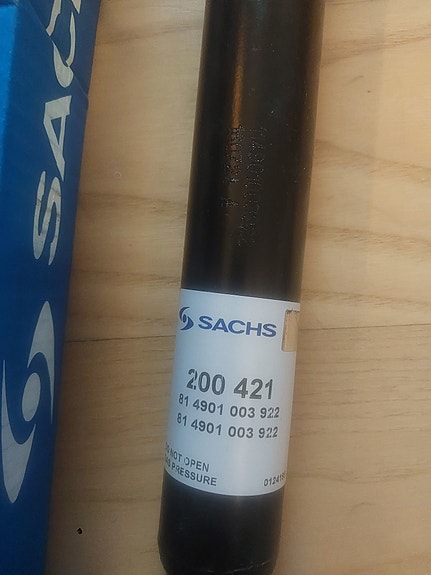 SACHS
SACHS
200 421
81 4901 003 922
81 4901 003 922
NOT OPEN
PRESSURE